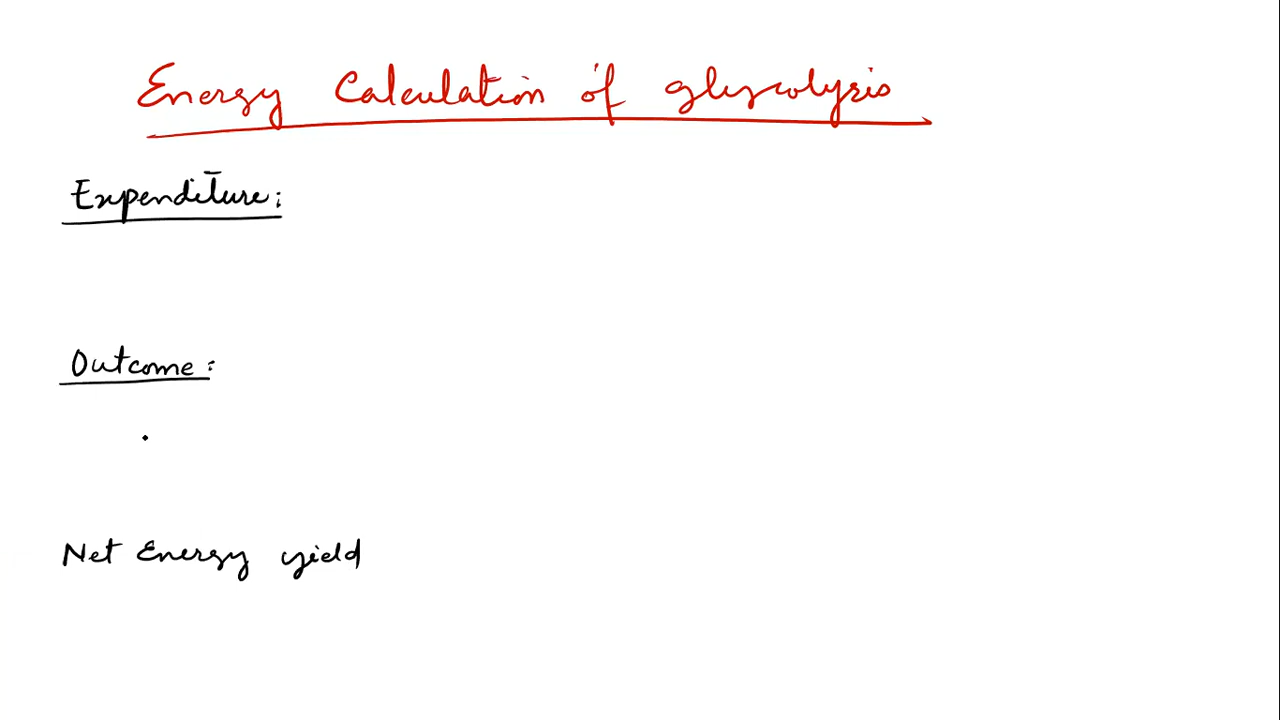 Energy Calculation of glycolysis
Expenditure:
Outcome:
Net Energy yield